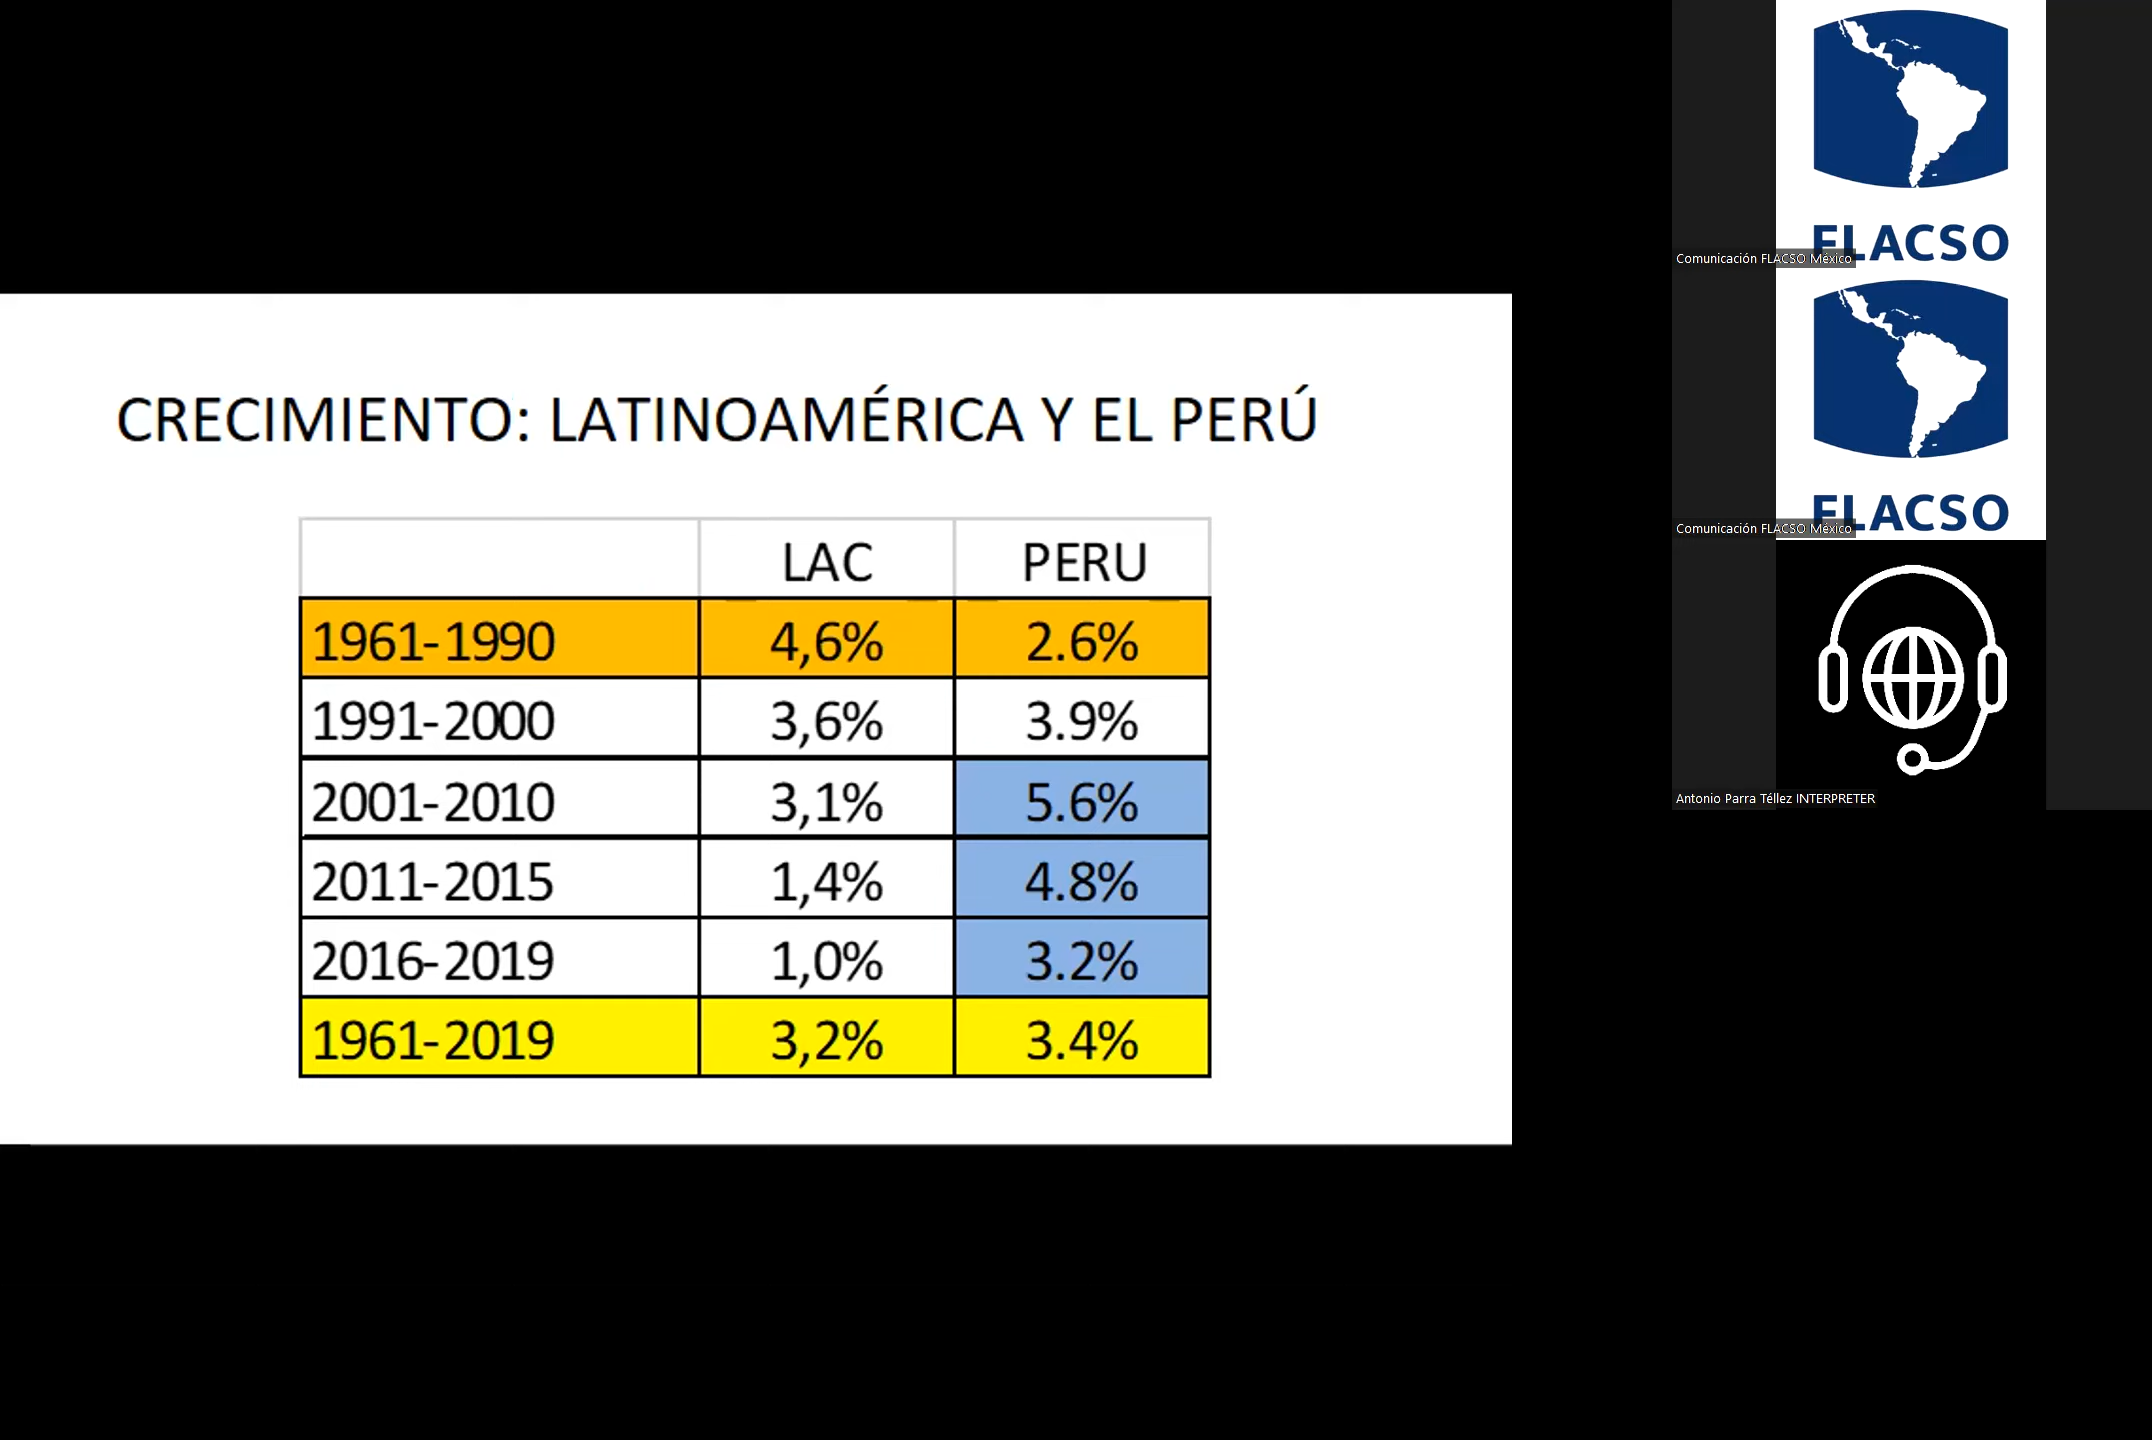 CRECIMIENTO: LATINOAMÉRICA Y EL PERÚ
LAC PERU
1961-1990 4,6% 2.6%
1991-2000 3,6% 3.9%
2001-2010 3,1% 5.6%
2011-2015 1,4% 4.8%
2016-2019 1,0% 3.2%
1961-2019 3,2% 3.4%
FLACSO
Comunicación FLACSO México
FLACSO
Comunicación FLACSO México
Antonio Parra Téllez INTERPRETER